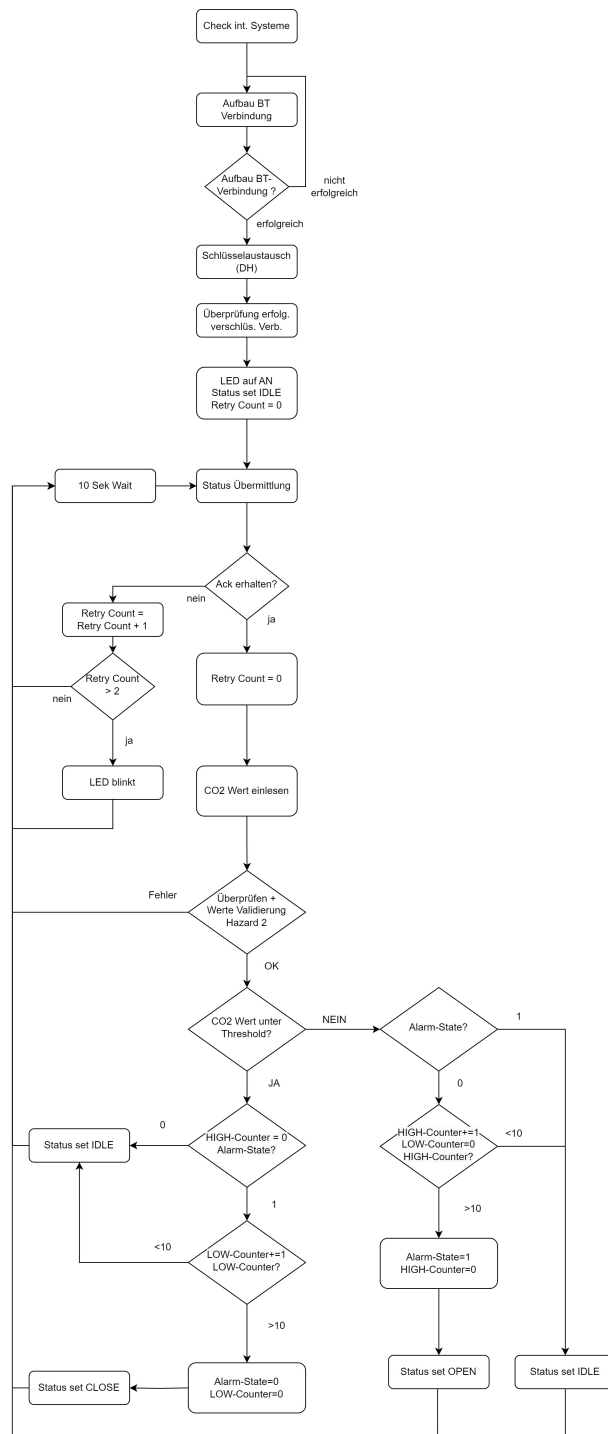 Check int. Systeme
Aufbau BT
Verbindung
Aufbau BT-
Verbindung ?
nicht
erfolgreich
erfolgreich
Schlüsselaustausch
(DH)
Überprüfung erfolg.
verschlüs. Verb.
LED auf AN
Status set IDLE
Retry Count = 0
10 Sek Wait
Status Übermittlung
Ack erhalten?
nein
ja
Retry Count =
Retry Count + 1
Retry Count
> 2
nein
ja
Retry Count = 0
LED blinkt
CO2 Wert einlesen
Fehler
Überprüfen +
Werte Validierung
Hazard 2
OK
CO2 Wert unter
Threshold?
NEIN
Alarm-State?
1
JA
0
0
Status set IDLE
HIGH-Counter = 0
Alarm-State?
HIGH-Counter+=1
LOW-Counter=0
HIGH-Counter?
<10
1
>10
<10
LOW-Counter+=1
LOW-Counter?
Alarm-State=1
HIGH-Counter=0
>10
Status set CLOSE
Alarm-State=0
LOW-Counter=0
Status set OPEN
Status set IDLE